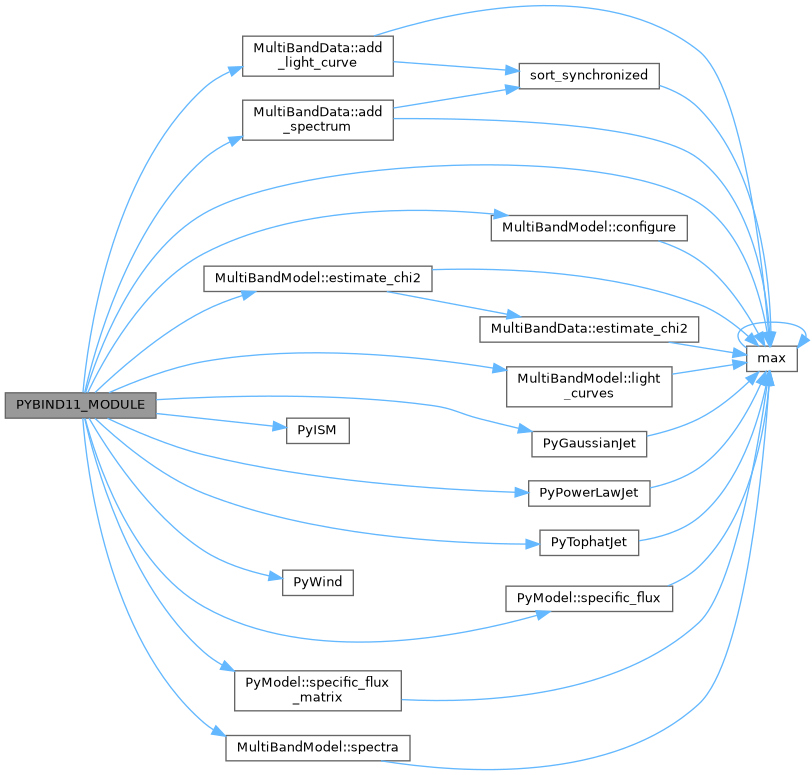 MultiBandData::add
_light_curve
sort_synchronized
MultiBandData::add
_spectrum
MultiBandModel::configure
MultiBandModel::estimate_chi2
MultiBandData::estimate_chi2
max
MultiBandModel::light
_curves
PYBIND11_MODULE
PyISM
PyGaussianJet
PyPowerLawJet
PyTophatJet
PyWind
PyModel::specific_flux
PyModel::specific_flux
_matrix
MultiBandModel::spectra